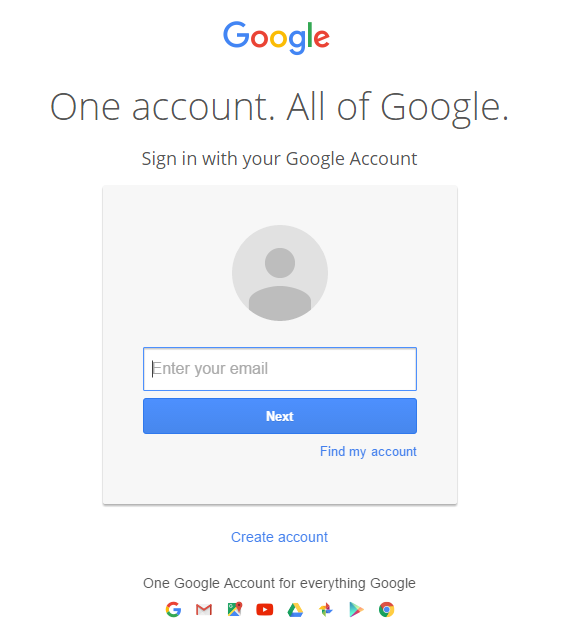 Google
One account. All of Google.
Sign in with your Google Account
Enter your email
Next
Find my account
Create account
One Google Account for everything Google